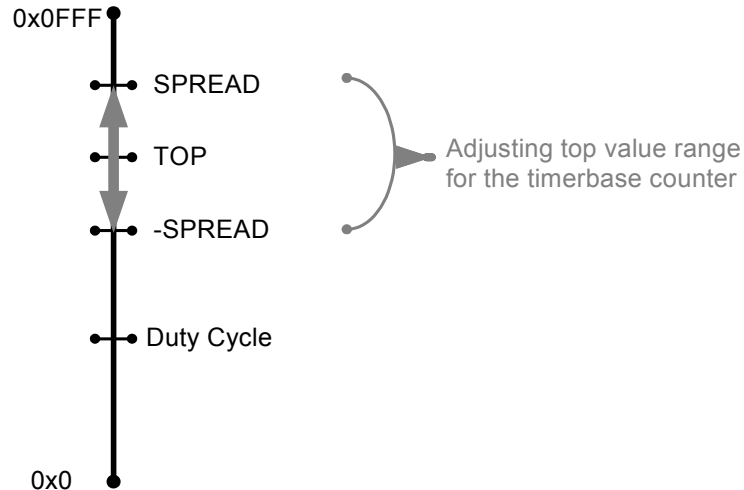 0x0FFF
SPREAD
TOP
Adjusting top value range
for the timerbase counter
-SPREAD
Duty Cycle
0x0